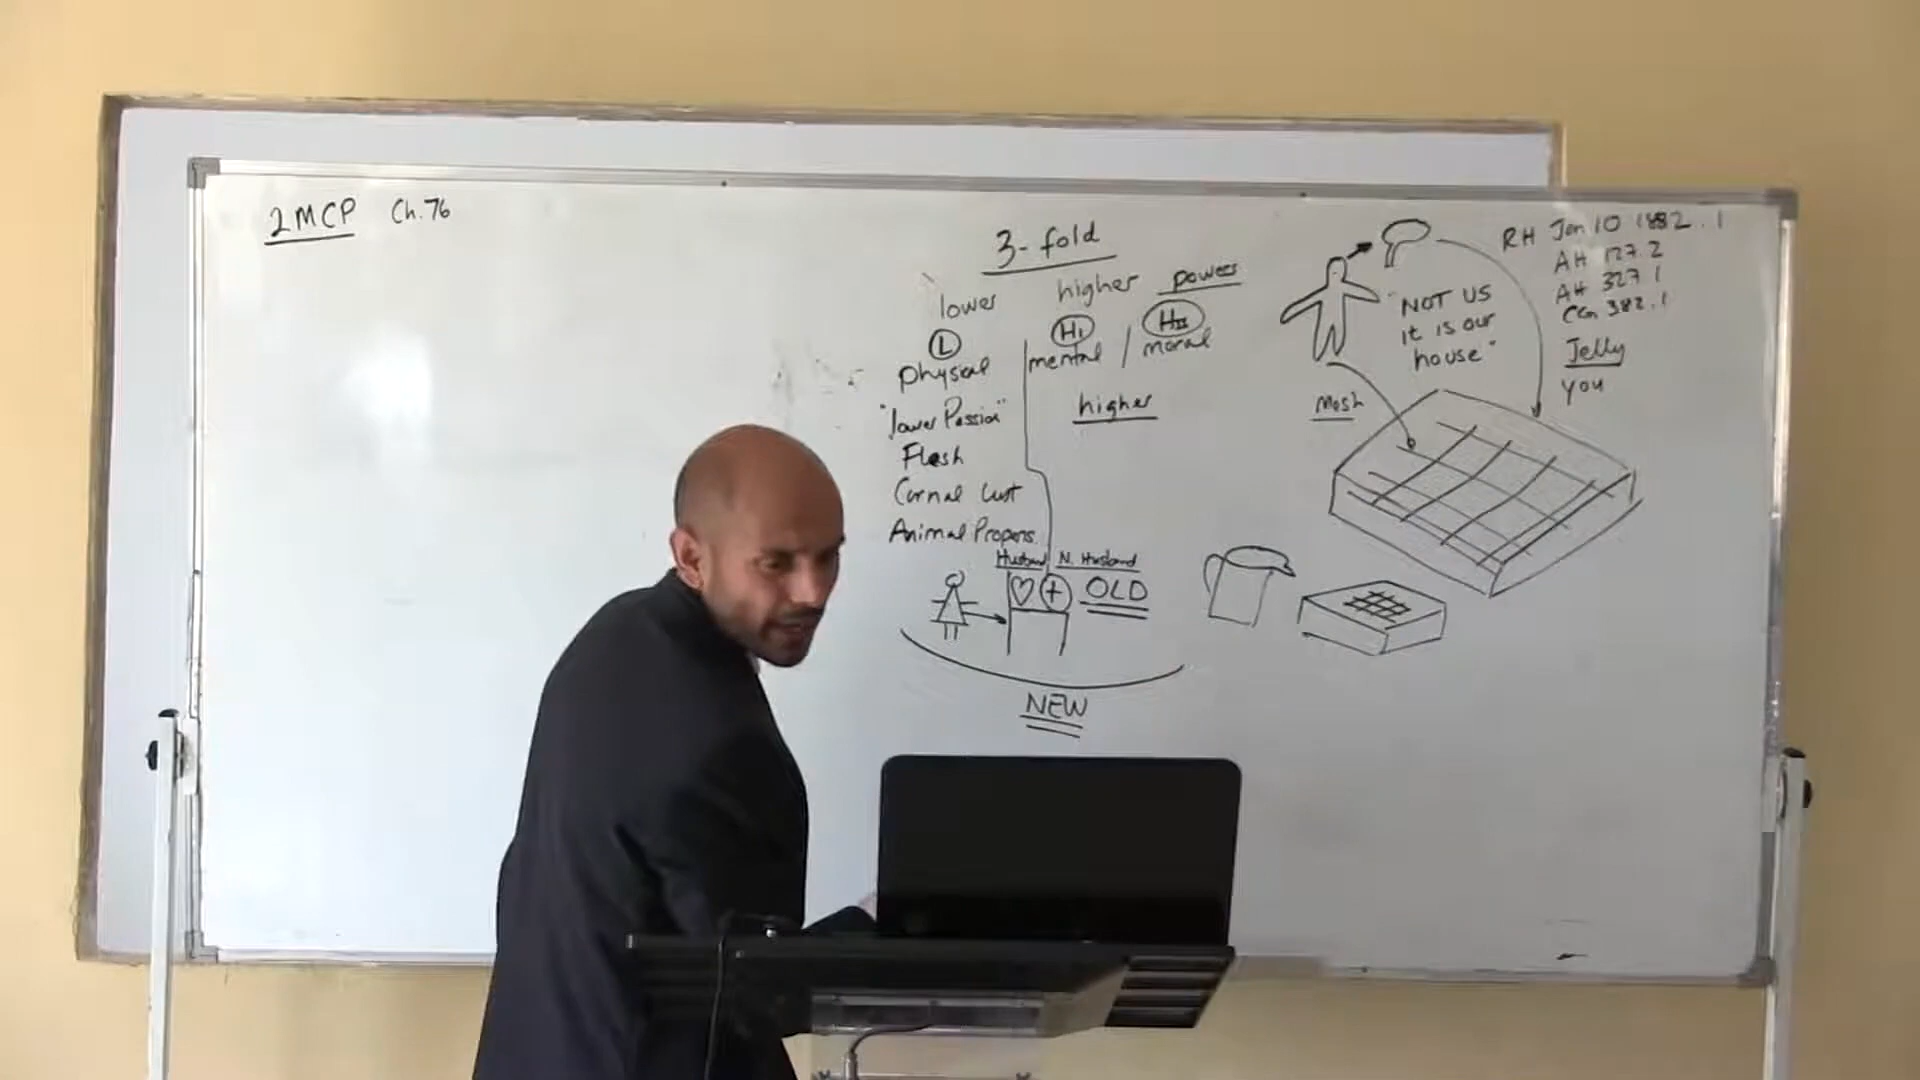 2MCP Ch.76
3-fold
lower higher powers
L H1 / HII
physical mental / moral
"lower Passion" higher
Flesh
Carnal Lust
Animal Propens.
Husband N. Husband
OLD
NEW
"NOT US
it is our
house"
Mesh
RH Jan 10 1882.1
AH 127.2
AH 327.1
CGn 382.1
Jelly
you